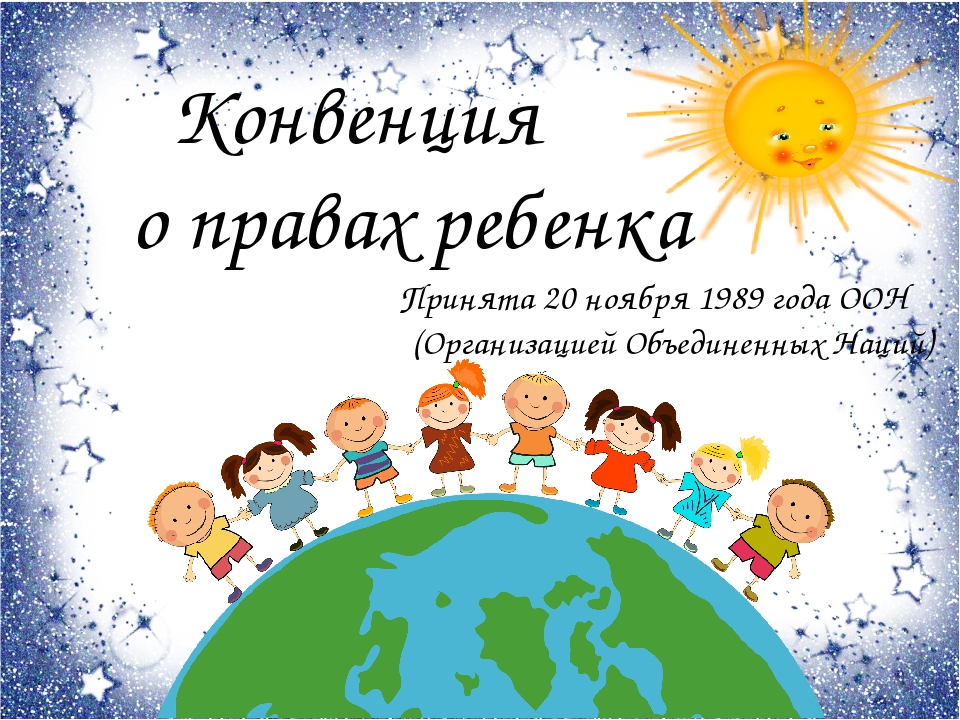 Конвенция
о правах ребенка
Принята 20 ноября 1989 года ООН
(Организацией Объединенных Наций)